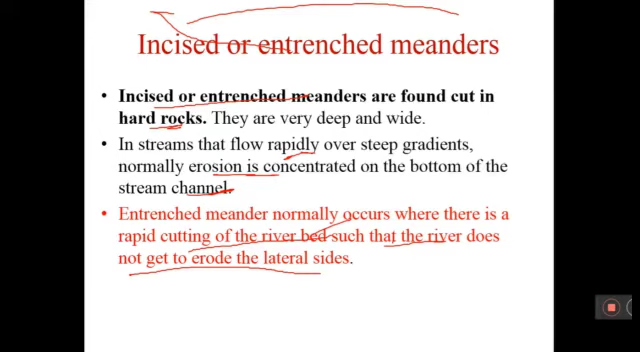 Incised or entrenched meanders
• Incised or entrenched meanders are found cut in
hard rocks. They are very deep and wide.
• In streams that flow rapidly over steep gradients,
normally erosion is concentrated on the bottom of the
stream channel.
• Entrenched meander normally occurs where there is a
rapid cutting of the river bed such that the river does
not get to erode the lateral sides.